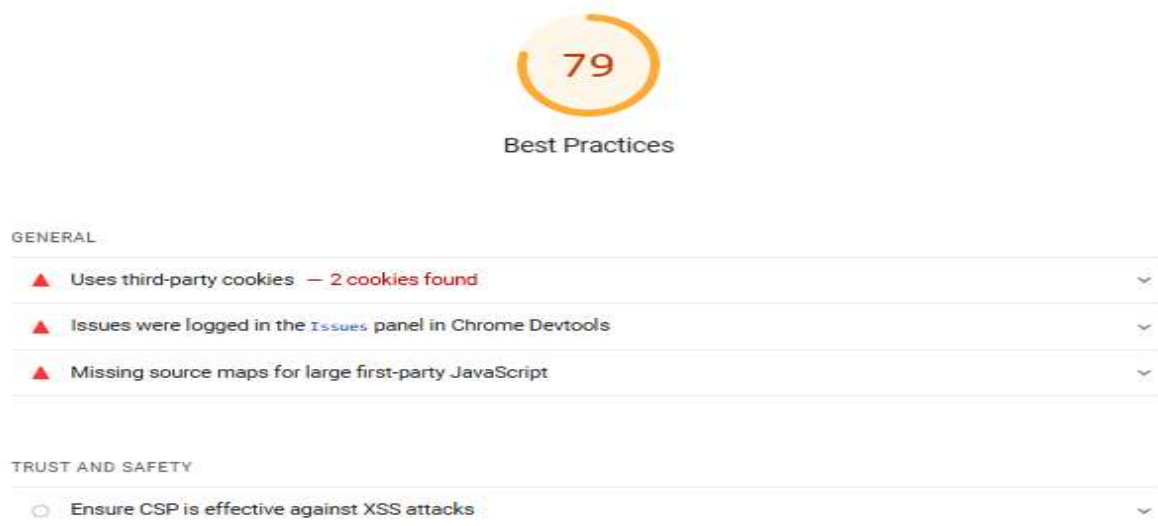 79
Best Practices
GENERAL
Uses third-party cookies — 2 cookies found
Issues were logged in the Issues panel in Chrome Devtools
Missing source maps for large first-party JavaScript
TRUST AND SAFETY
Ensure CSP is effective against XSS attacks